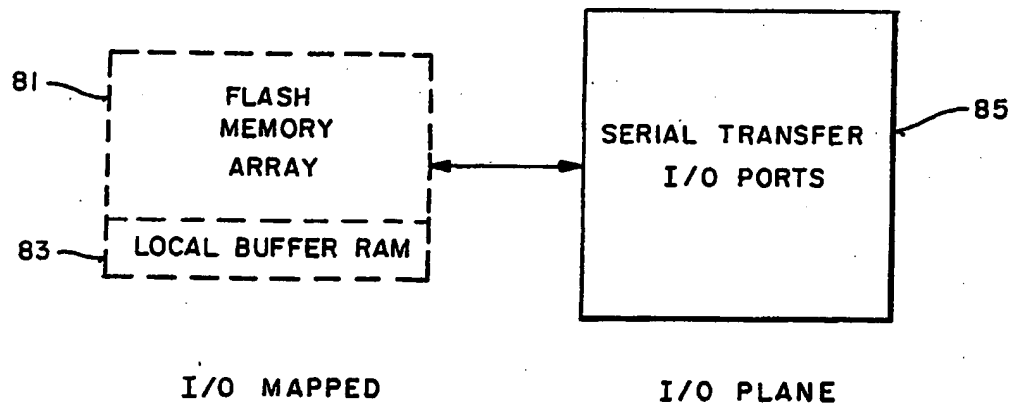 81
FLASH
MEMORY
ARRAY
83
LOCAL BUFFER RAM
SERIAL TRANSFER
I/O PORTS
85
I/O MAPPED
I/O PLANE